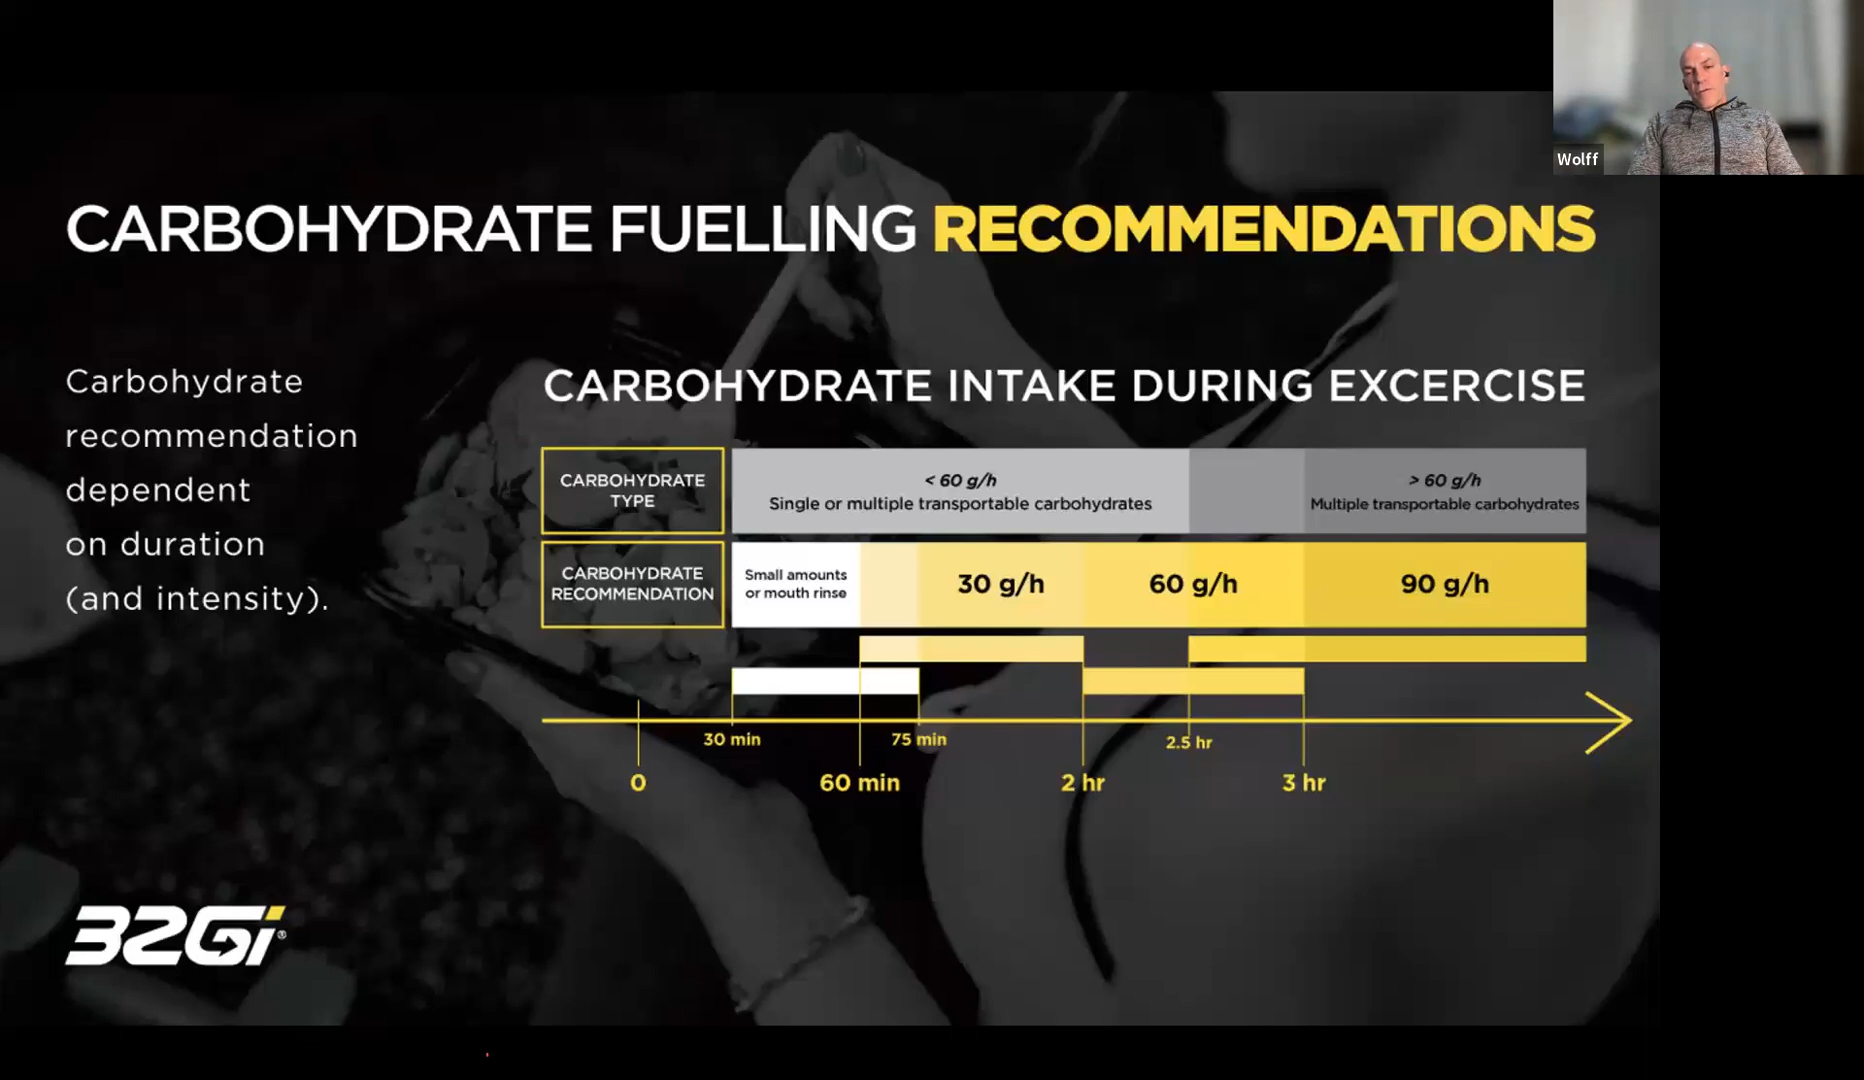 Wolff
CARBOHYDRATE FUELLING RECOMMENDATIONS
Carbohydrate
recommendation
dependent
on duration
(and intensity).
CARBOHYDRATE INTAKE DURING EXCERCISE
CARBOHYDRATE
TYPE
< 60 g/h
Single or multiple transportable carbohydrates
> 60 g/h
Multiple transportable carbohydrates
CARBOHYDRATE
RECOMMENDATION
Small amounts
or mouth rinse
30 g/h
60 g/h
90 g/h
30 min
75 min
2.5 hr
0
60 min
2 hr
3 hr
32Gi®